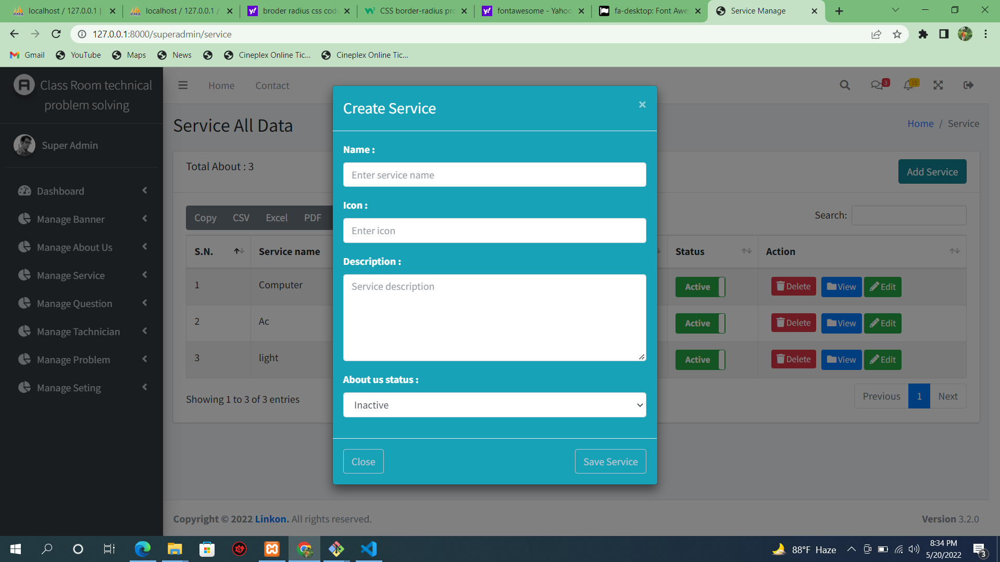 localhost / 127.0.0.1 |
localhost / 127.0.0.1 /
broder radius css cod
CSS border-radius pro
fontawesome - Yahoo
fa-desktop: Font Awe
Service Manage
127.0.0.1:8000/superadmin/service
Gmail
YouTube
Maps
News
Cineplex Online Tic...
Cineplex Online Tic...
Class Room technical
problem solving
Super Admin
Dashboard
Manage Banner
Manage About Us
Manage Service
Manage Question
Manage Tachnician
Manage Problem
Manage Seting
Home
Contact
3
15
Service All Data
Home / Service
Total About : 3
Add Service
Copy CSV Excel PDF
Search:
S.N. Service name Status Action
1 Computer Active Delete View Edit
2 Ac Active Delete View Edit
3 light Active Delete View Edit
Showing 1 to 3 of 3 entries
Previous 1 Next
Create Service
×
Name :
Enter service name
Icon :
Enter icon
Description :
Service description
About us status :
Inactive
Close
Save Service
Copyright © 2022 Linkon. All rights reserved.
Version 3.2.0
88°F Haze
8:34 PM
5/20/2022
3